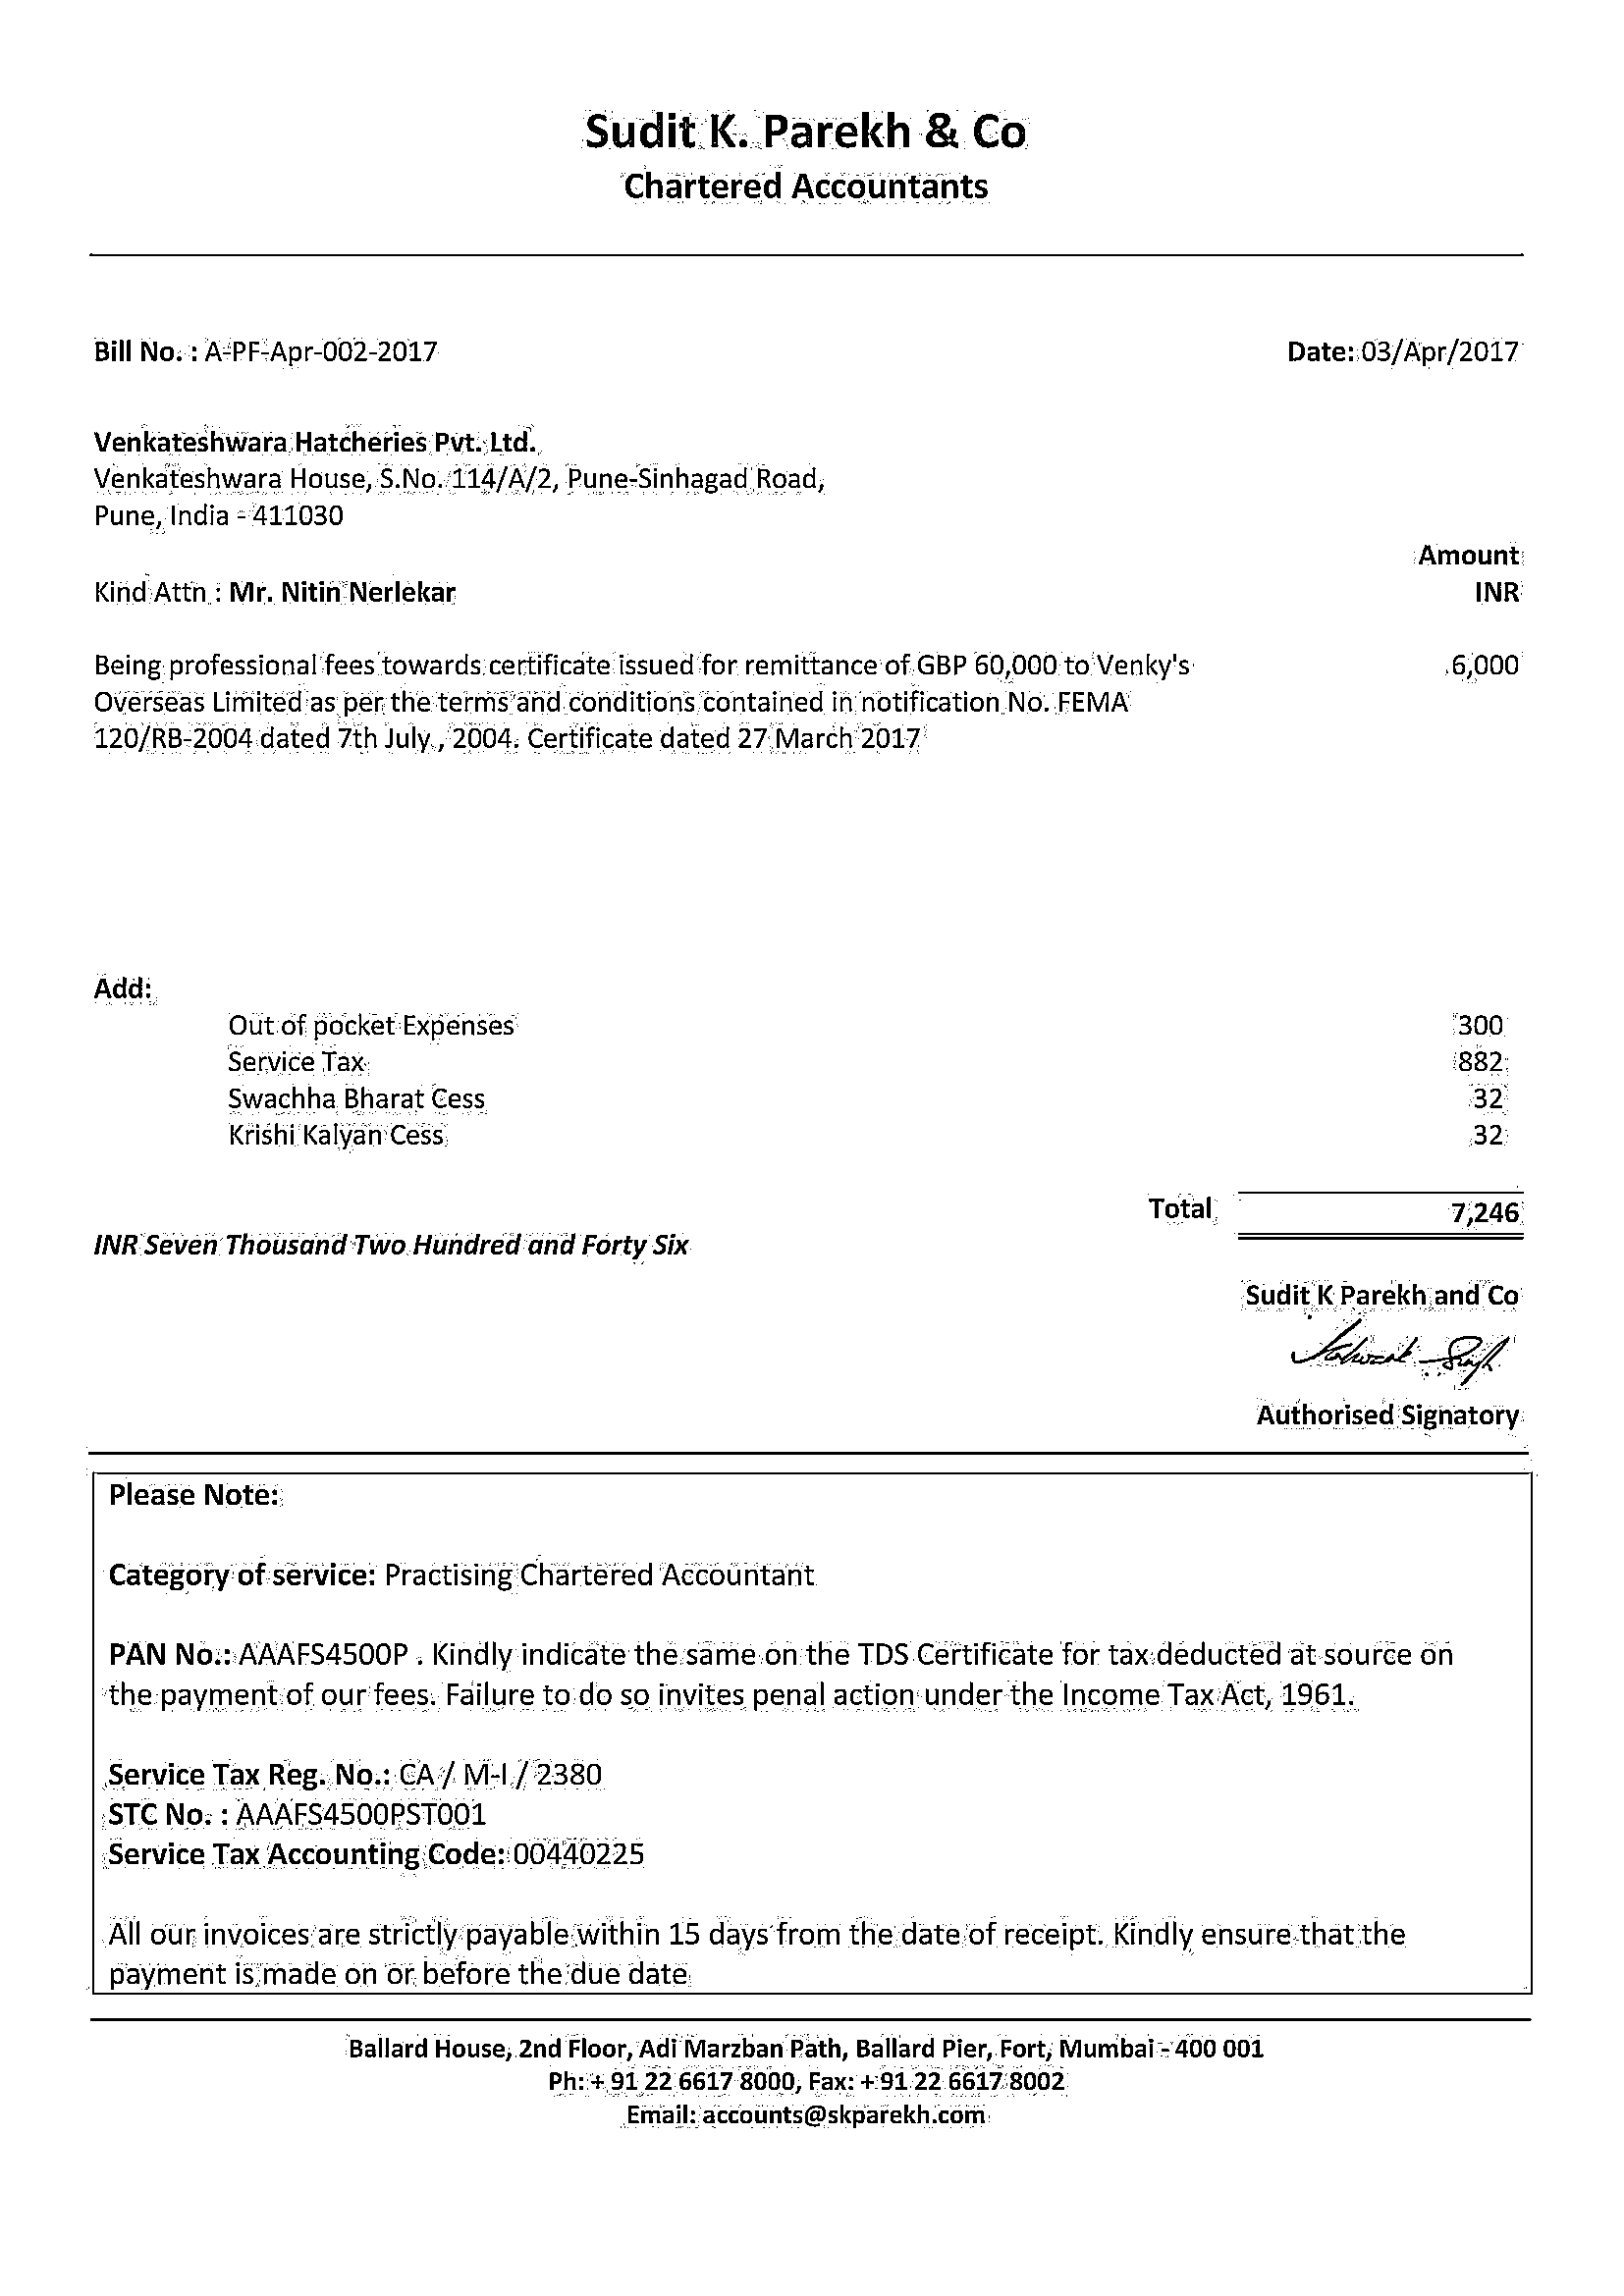 Sudit K. Parekh & Co
Chartered Accountants
Bill No. : A-PF-Apr-002-2017 Date: 03/Apr/2017
Venkateshwara Hatcheries Pvt. Ltd.
Venkateshwara House, S.No. 114/A/2, Pune-Sinhagad Road,
Pune, India - 411030
Amount
Kind Attn : Mr. Nitin Nerlekar INR
Being professional fees towards certificate issued for remittance of GBP 60,000 to Venky's 6,000
Overseas Limited as per the terms and conditions contained in notification No. FEMA
120/RB-2004 dated 7th July , 2004. Certificate dated 27 March 2017
Add:
Out of pocket Expenses 300
Service Tax 882
Swachha Bharat Cess 32
Krishi Kalyan Cess 32
Total 7,246
INR Seven Thousand Two Hundred and Forty Six
Sudit K Parekh and Co
Authorised Signatory
Please Note:
Category of service: Practising Chartered Accountant
PAN No.: AAAFS4500P . Kindly indicate the same on the TDS Certificate for tax deducted at source on
the payment of our fees. Failure to do so invites penal action under the Income Tax Act, 1961.
Service Tax Reg. No.: CA / M-I / 2380
STC No. : AAAFS4500PST001
Service Tax Accounting Code: 00440225
All our invoices are strictly payable within 15 days from the date of receipt. Kindly ensure that the
payment is made on or before the due date
Ballard House, 2nd Floor, Adi Marzban Path, Ballard Pier, Fort, Mumbai - 400 001
Ph: + 91 22 6617 8000, Fax: + 91 22 6617 8002
Email: accounts@skparekh.com